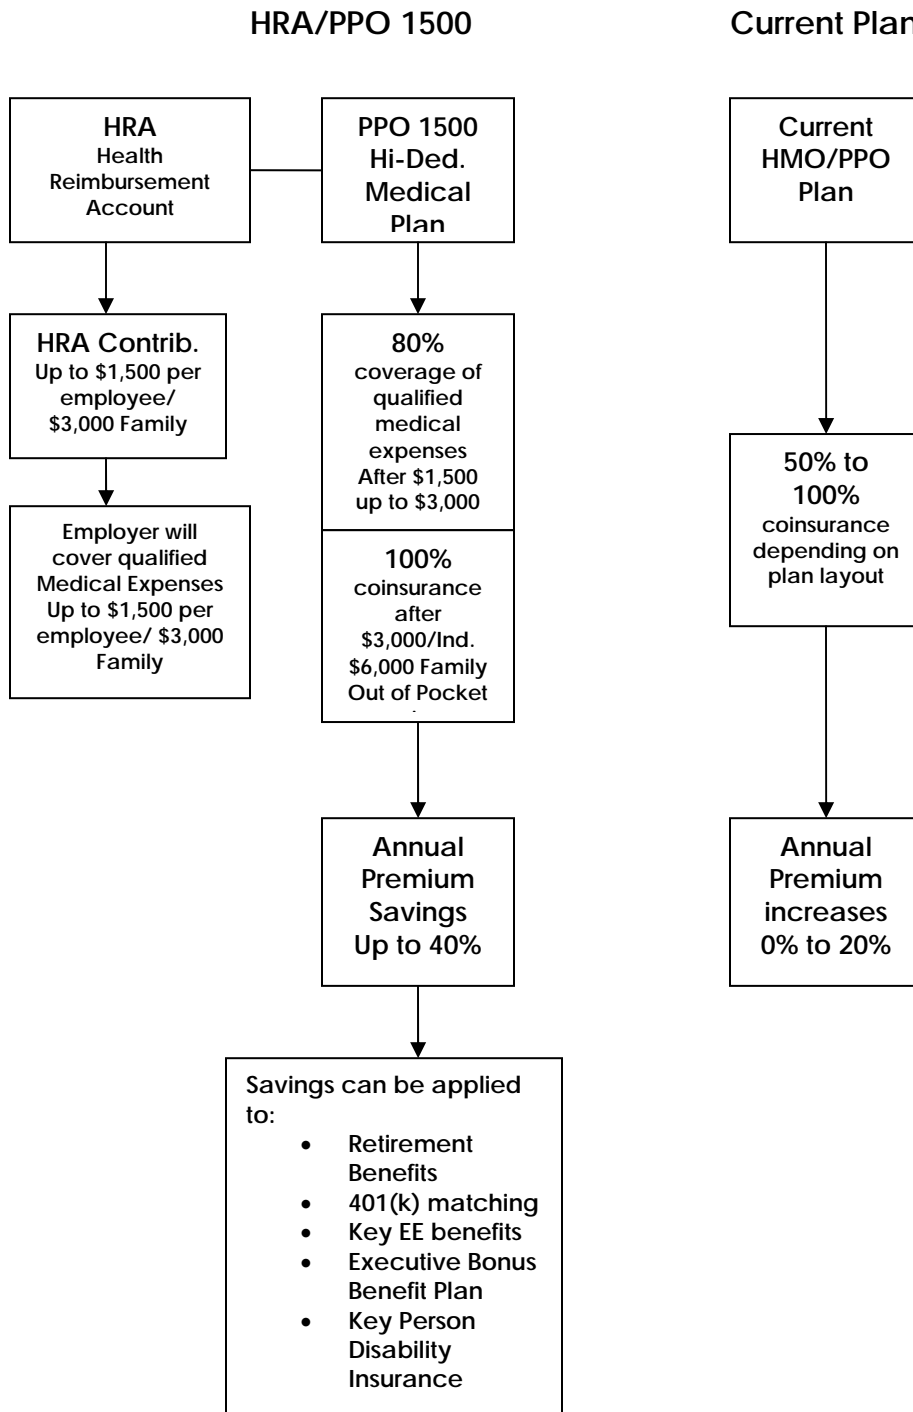 HRA/PPO 1500
Current Plan
HRA
Health
Reimbursement
Account
PPO 1500
Hi-Ded.
Medical
Plan
Current
HMO/PPO
Plan
HRA Contrib.
Up to $1,500 per
employee/
$3,000 Family
80%
coverage of
qualified
medical
expenses
After $1,500
up to $3,000
50% to
100%
coinsurance
depending on
plan layout
Employer will
cover qualified
Medical Expenses
Up to $1,500 per
employee/ $3,000
Family
100%
coinsurance
after
$3,000/Ind.
$6,000 Family
Out of Pocket
Annual
Premium
Savings
Up to 40%
Annual
Premium
increases
0% to 20%
Savings can be applied
to:
• Retirement
Benefits
• 401(k) matching
• Key EE benefits
• Executive Bonus
Benefit Plan
• Key Person
Disability
Insurance